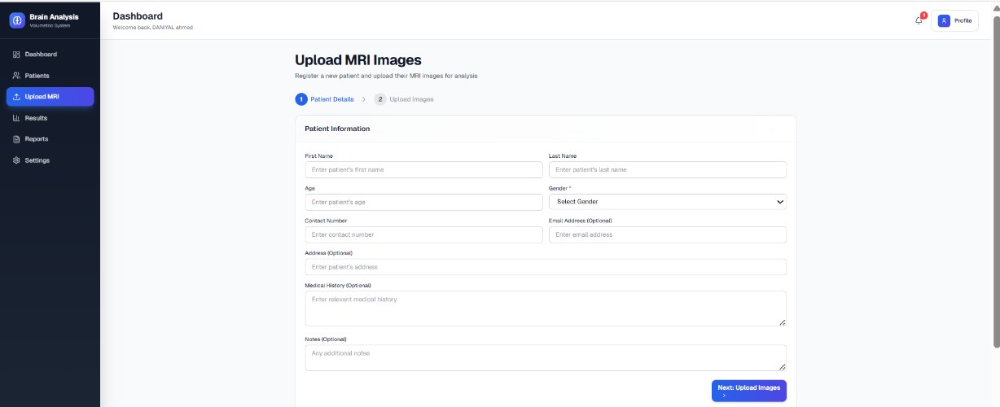 Brain Analysis
Volumetric System
Dashboard
Patients
Upload MRI
Results
Reports
Settings
Dashboard
Welcome back, DANIYAL ahmed
1
Profile
Upload MRI Images
Register a new patient and upload their MRI images for analysis
1 Patient Details > 2 Upload Images
Patient Information
First Name
Enter patient's first name
Last Name
Enter patient's last name
Age
Enter patient's age
Gender *
Select Gender
Contact Number
Enter contact number
Email Address (Optional)
Enter email address
Address (Optional)
Enter patient's address
Medical History (Optional)
Enter relevant medical history
Notes (Optional)
Any additional notes
Next: Upload Images
>